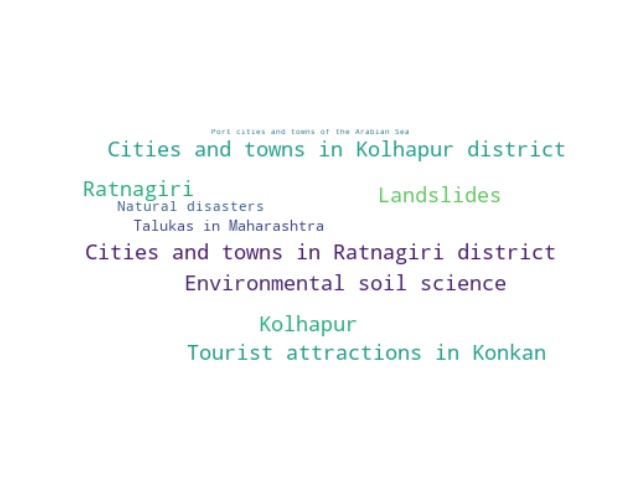 Port cities and towns of the Arabian Sea
Cities and towns in Kolhapur district
Ratnagiri
Landslides
Natural disasters
Talukas in Maharashtra
Cities and towns in Ratnagiri district
Environmental soil science
Kolhapur
Tourist attractions in Konkan